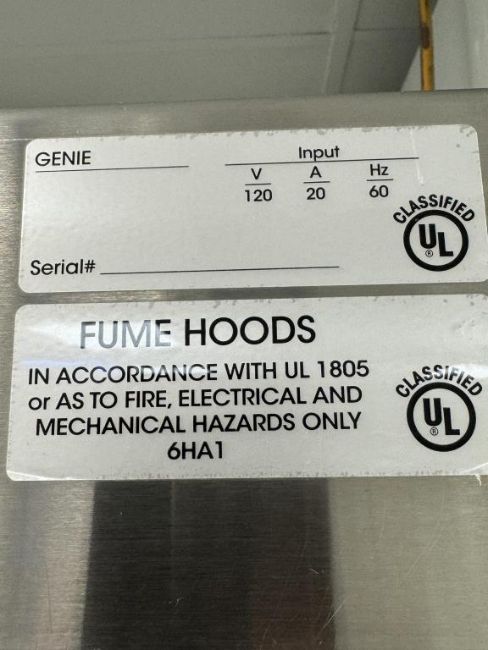 GENIE
Input
V A Hz
120 20 60
CLASSIFIED
UL
®
Serial#
FUME HOODS
IN ACCORDANCE WITH UL 1805
or AS TO FIRE, ELECTRICAL AND
MECHANICAL HAZARDS ONLY
6HA1
CLASSIFIED
UL
®